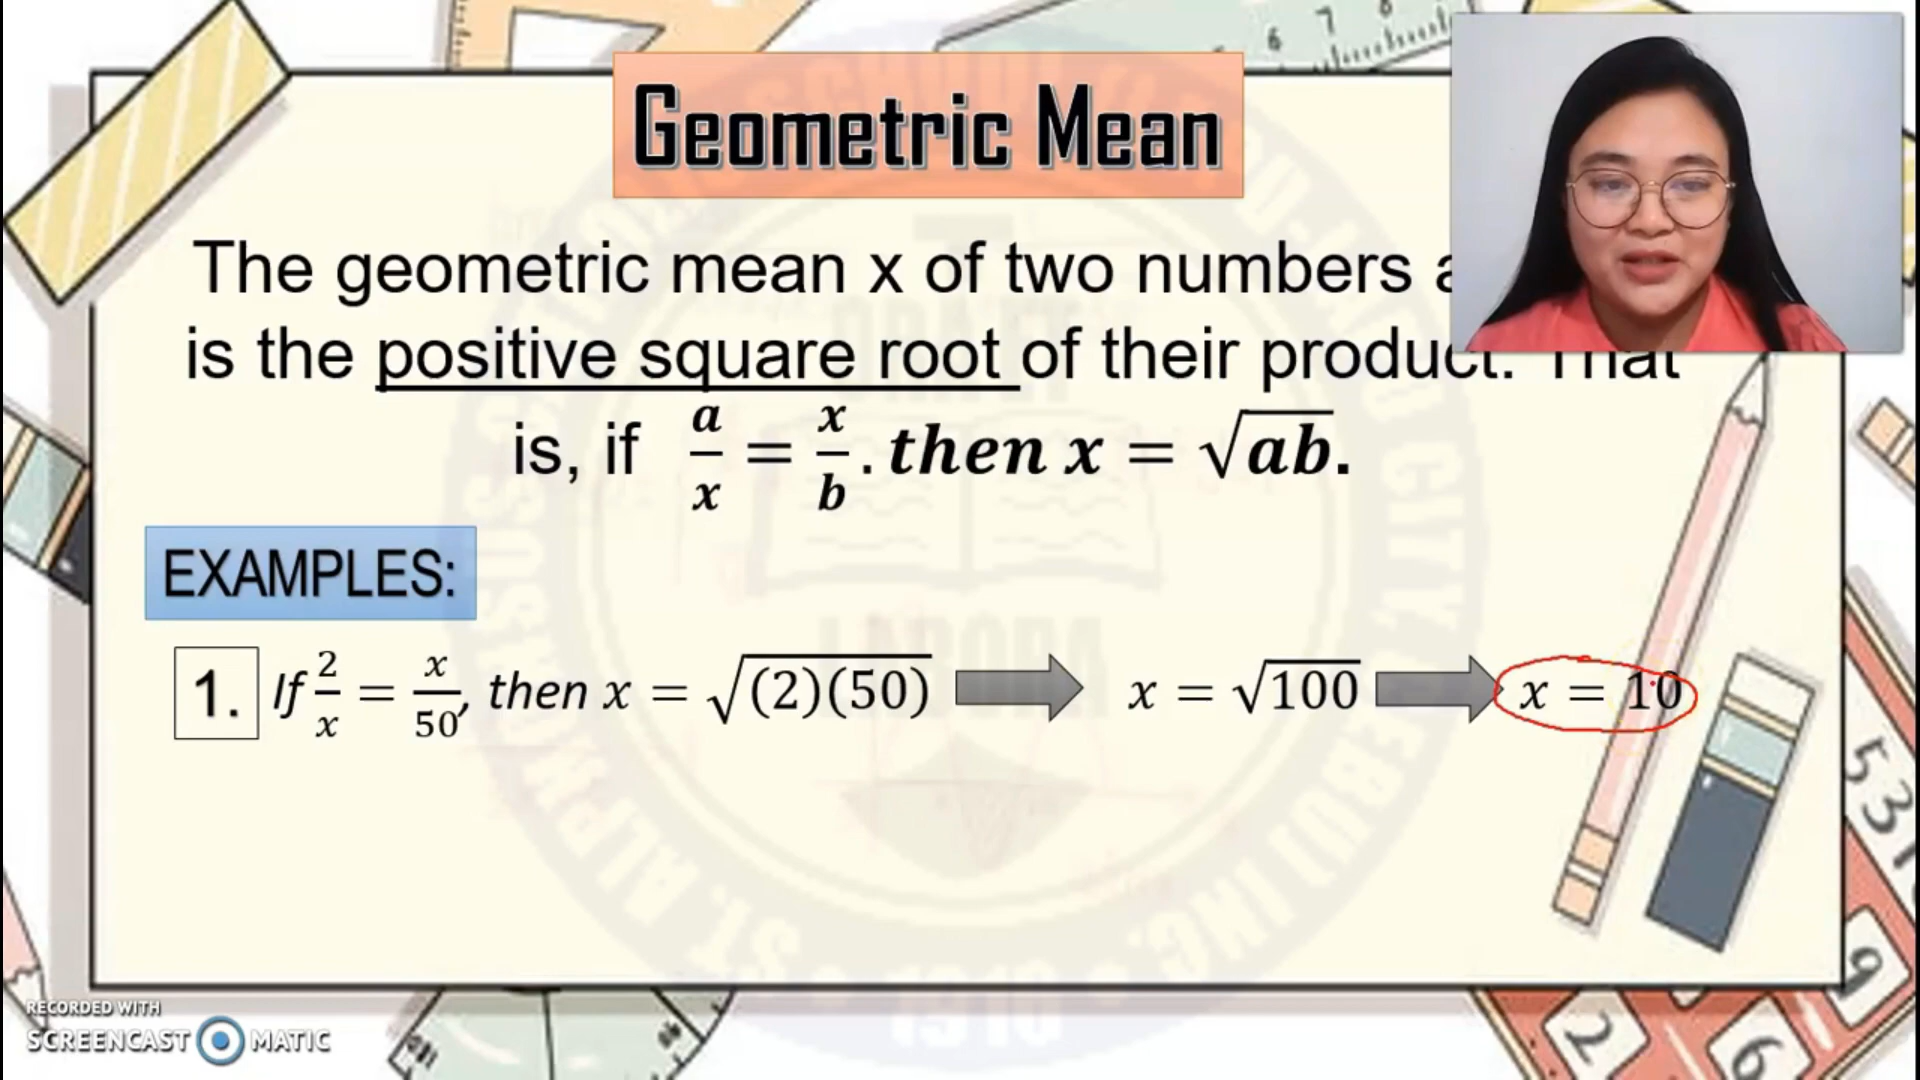 Geometric Mean
The geometric mean x of two numbers
is the positive square root of their product. That
is, if a/x = x/b. then x = √ab.
EXAMPLES:
1. If 2/x = x/50, then x = √(2)(50) x = √100 x = 10
RECORDED WITH
SCREENCAST MATIC